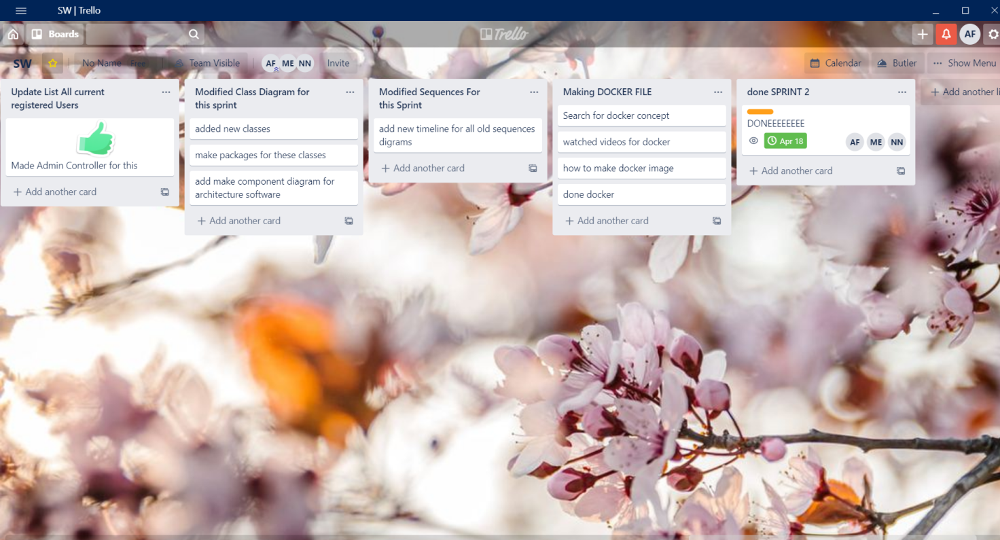 SW | Trello
Boards
Trello
AF
SW
No Name Free
Team Visible
AF ME NN
Invite
Calendar
Butler
... Show Menu
Update List All current
registered Users
Made Admin Controller for this
+ Add another card
Modified Class Diagram for
this sprint
added new classes
make packages for these classes
add make component diagram for
architecture software
+ Add another card
Modified Sequences For
this Sprint
add new timeline for all old sequences
digrams
+ Add another card
Making DOCKER FILE
Search for docker concept
watched videos for docker
how to make docker image
done docker
+ Add another card
done SPRINT 2
DONEEEEEEEE
Apr 18
AF ME NN
+ Add another card
+ Add another li